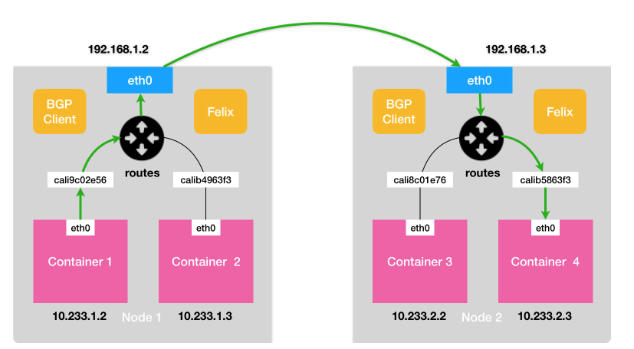 192.168.1.2
192.168.1.3
eth0
eth0
BGP
Client
Felix
BGP
Client
Felix
routes
routes
cali9c02e56
calib4963f3
cali8c01e76
calib5863f3
eth0
eth0
eth0
eth0
Container 1
Container 2
Container 3
Container 4
10.233.1.2
Node 1
10.233.1.3
10.233.2.2
Node 2
10.233.2.3